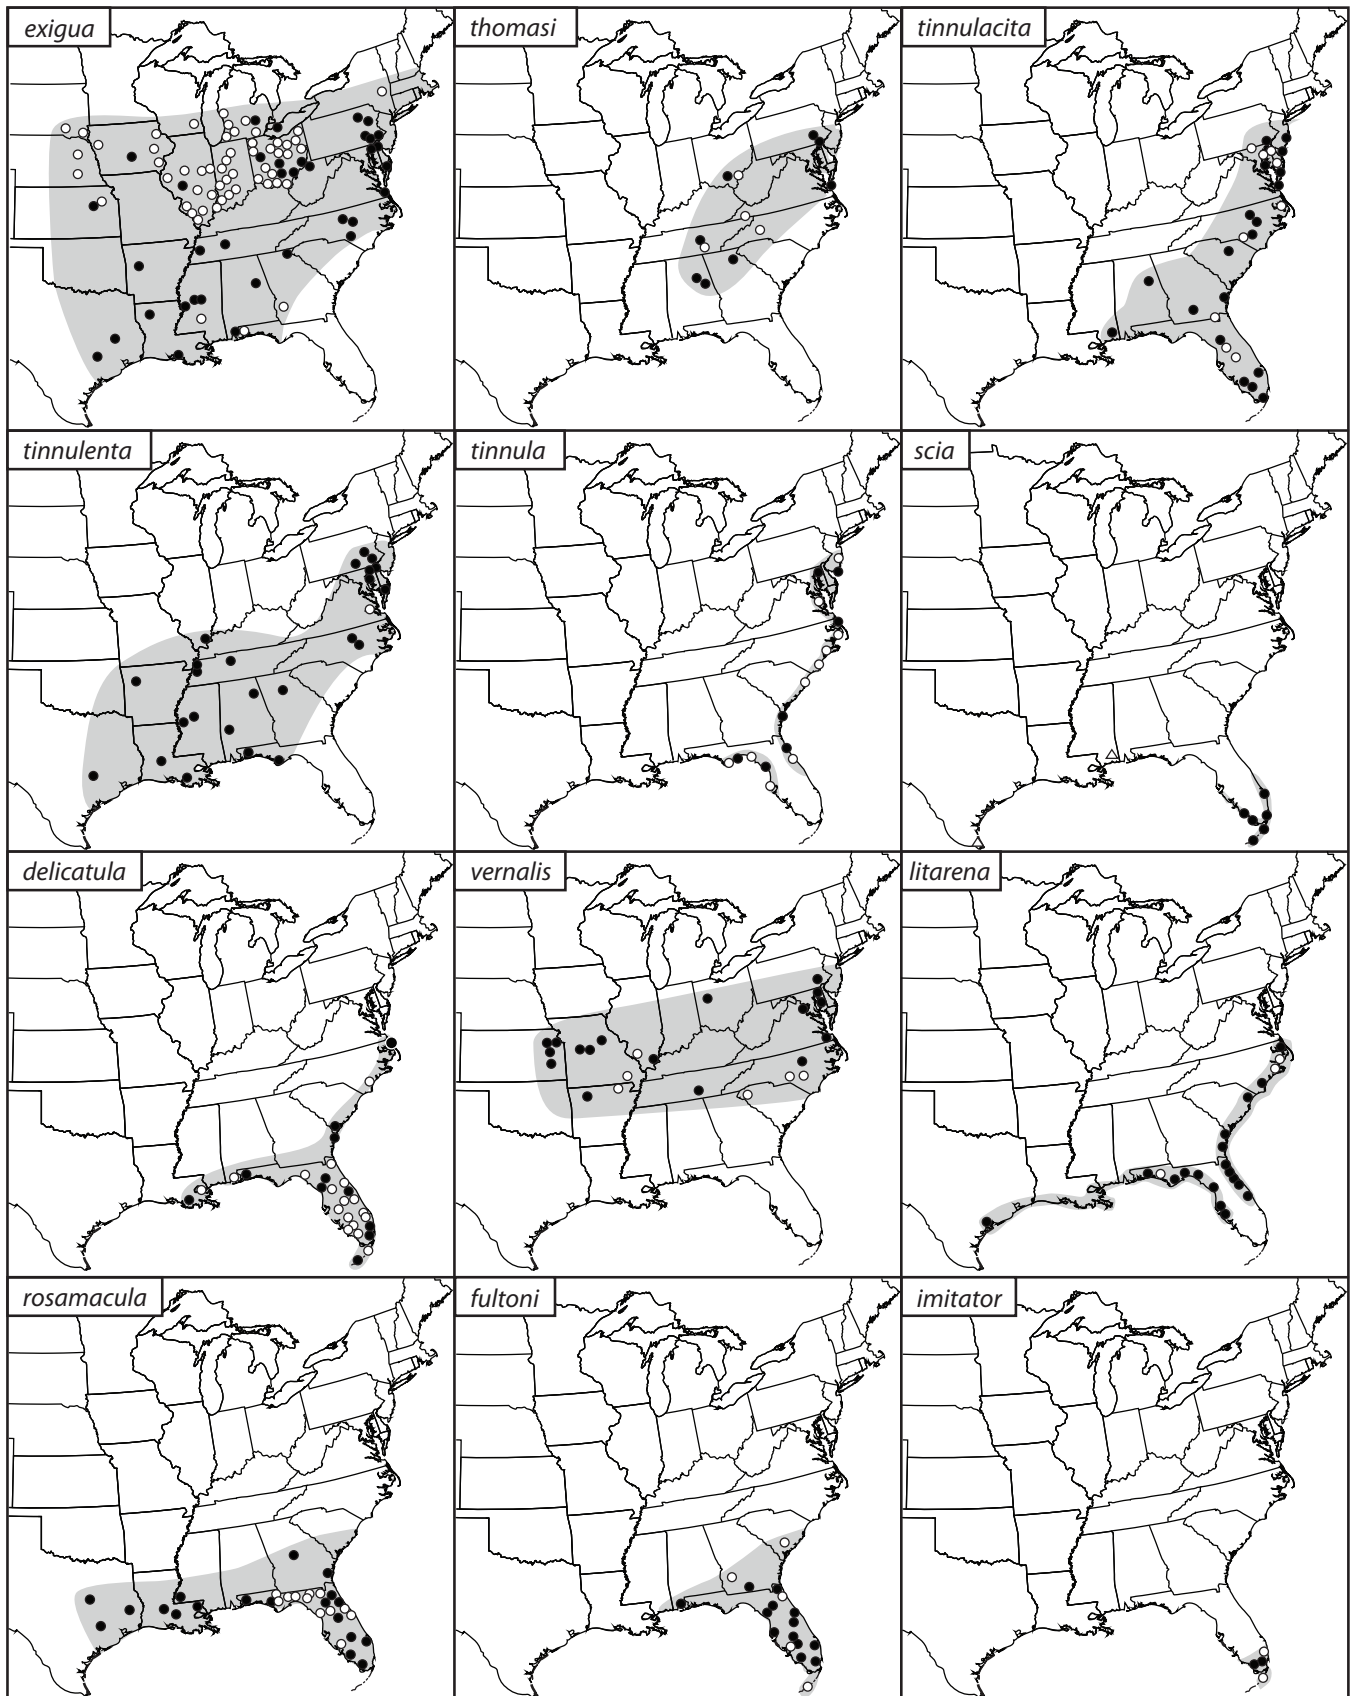 exigua
thomasi
tinnulacita
tinnulenta
tinnula
scia
delicatula
vernalis
litarena
rosamacula
fultoni
imitator